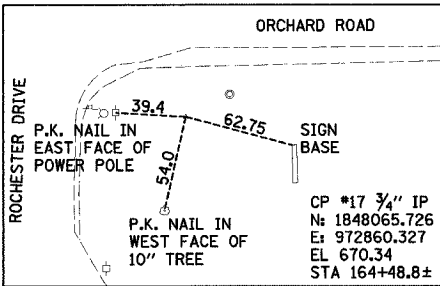 ORCHARD ROAD
ROCHESTER DRIVE
39.4
62.75
54.0
P.K. NAIL IN
EAST FACE OF
POWER POLE
SIGN
BASE
P.K. NAIL IN
WEST FACE OF
10" TREE
CP #17 ¾" IP
N: 1848065.726
E: 972860.327
EL 670.34
STA 164+48.8±